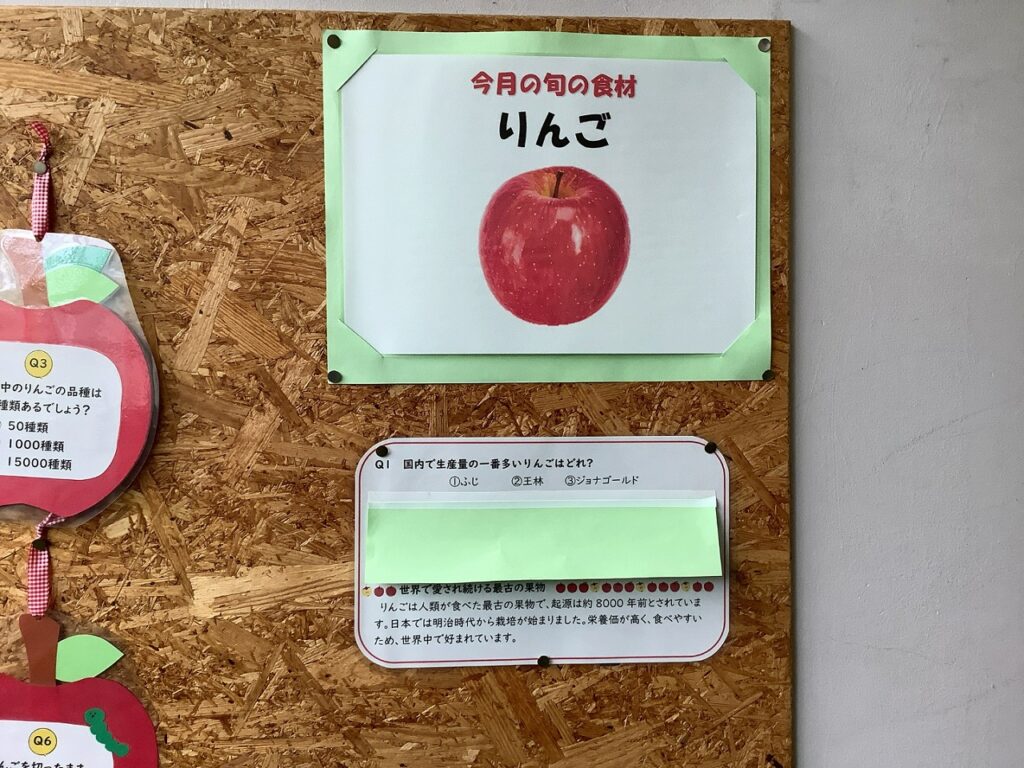 今月の旬の食材
りんご
Q3
中のりんごの品種は
種類あるでしょう?
50種類
1000種類
15000種類
Q1 国内で生産量の一番多いりんごはどれ?
①ふじ ②王林 ③ジョナゴールド
世界で愛され続ける最古の果物
りんごは人類が食べた最古の果物で、起源は約 8000 年前とされていま
す。日本では明治時代から栽培が始まりました。栄養価が高く、食べやすい
ため、世界中で好まれています。
Q6
んごを切ったまま